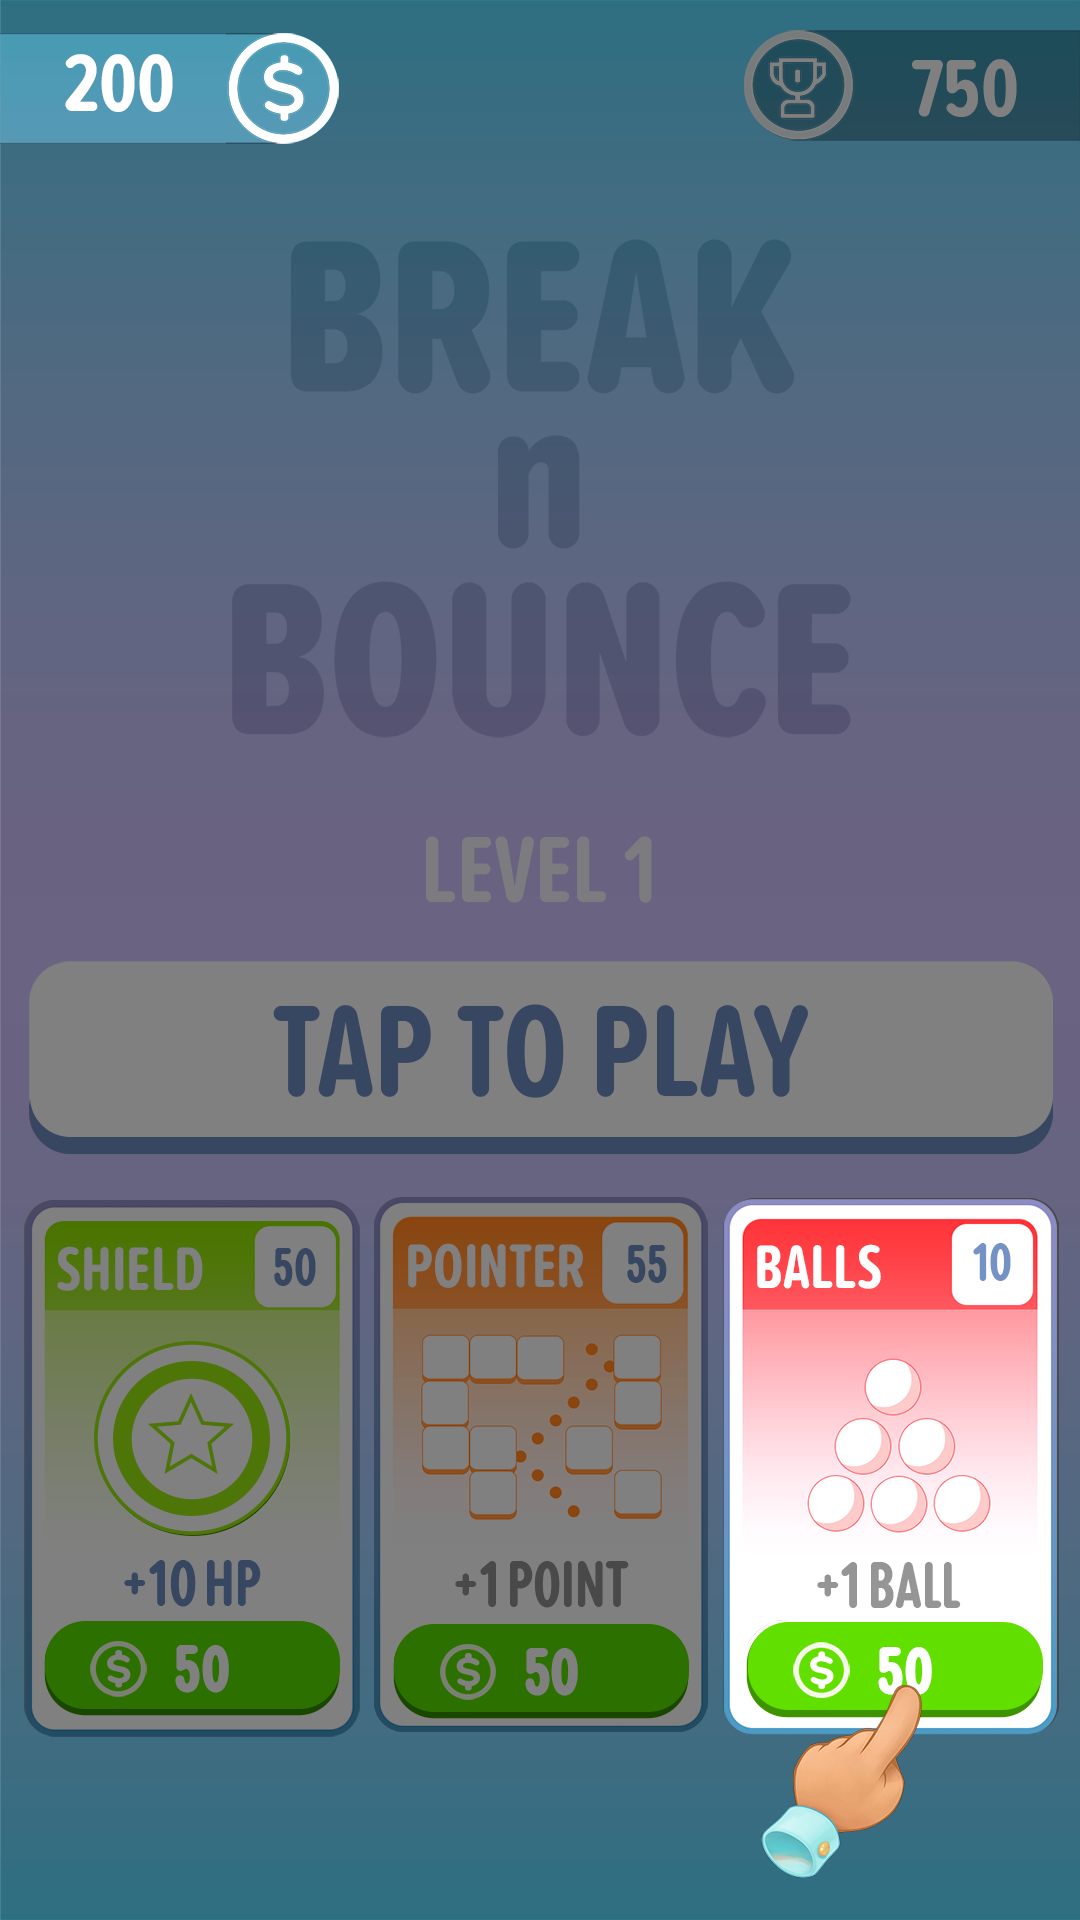 200 $
750
BREAK
n
BOUNCE
LEVEL 1
TAP TO PLAY
SHIELD 50
POINTER 55
BALLS 10
+10 HP
+1 POINT
+1 BALL
$ 50
$ 50
$ 50